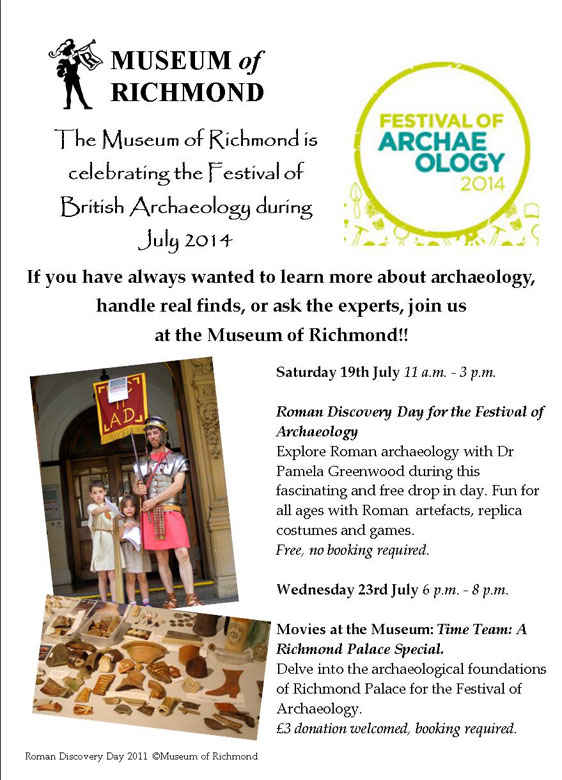 MUSEUM of
RICHMOND
FESTIVAL OF
ARCHAE
OLOGY
2014
The Museum of Richmond is
celebrating the Festival of
British Archaeology during
July 2014
If you have always wanted to learn more about archaeology,
handle real finds, or ask the experts, join us
at the Museum of Richmond!!
Saturday 19th July 11 a.m. - 3 p.m.
Roman Discovery Day for the Festival of
Archaeology
Explore Roman archaeology with Dr
Pamela Greenwood during this
fascinating and free drop in day. Fun for
all ages with Roman artefacts, replica
costumes and games.
Free, no booking required.
Wednesday 23rd July 6 p.m. - 8 p.m.
Movies at the Museum: Time Team: A
Richmond Palace Special.
Delve into the archaeological foundations
of Richmond Palace for the Festival of
Archaeology.
£3 donation welcomed, booking required.
II
AD
Roman Discovery Day 2011 ©Museum of Richmond